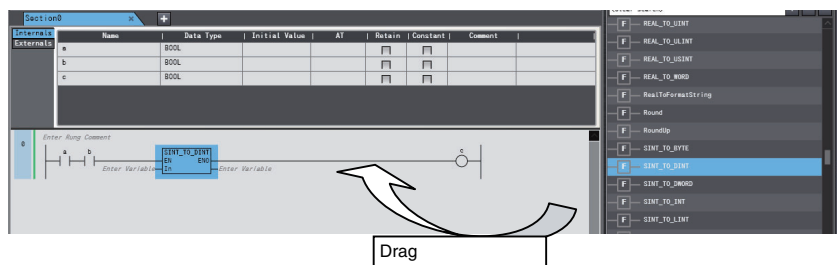 Section0 × +
Internals
Externals
Name | Data Type | Initial Value | AT | Retain | Constant | Comment |
a BOOL
b BOOL
c BOOL
0 Enter Rung Comment
a b c
SINT_TO_DINT
EN ENO
Enter Variable In Enter Variable
Drag
F REAL_TO_UINT
F REAL_TO_ULINT
F REAL_TO_USINT
F REAL_TO_WORD
F RealToFormatString
F Round
F RoundUp
F SINT_TO_BYTE
F SINT_TO_DINT
F SINT_TO_DWORD
F SINT_TO_INT
F SINT_TO_LINT